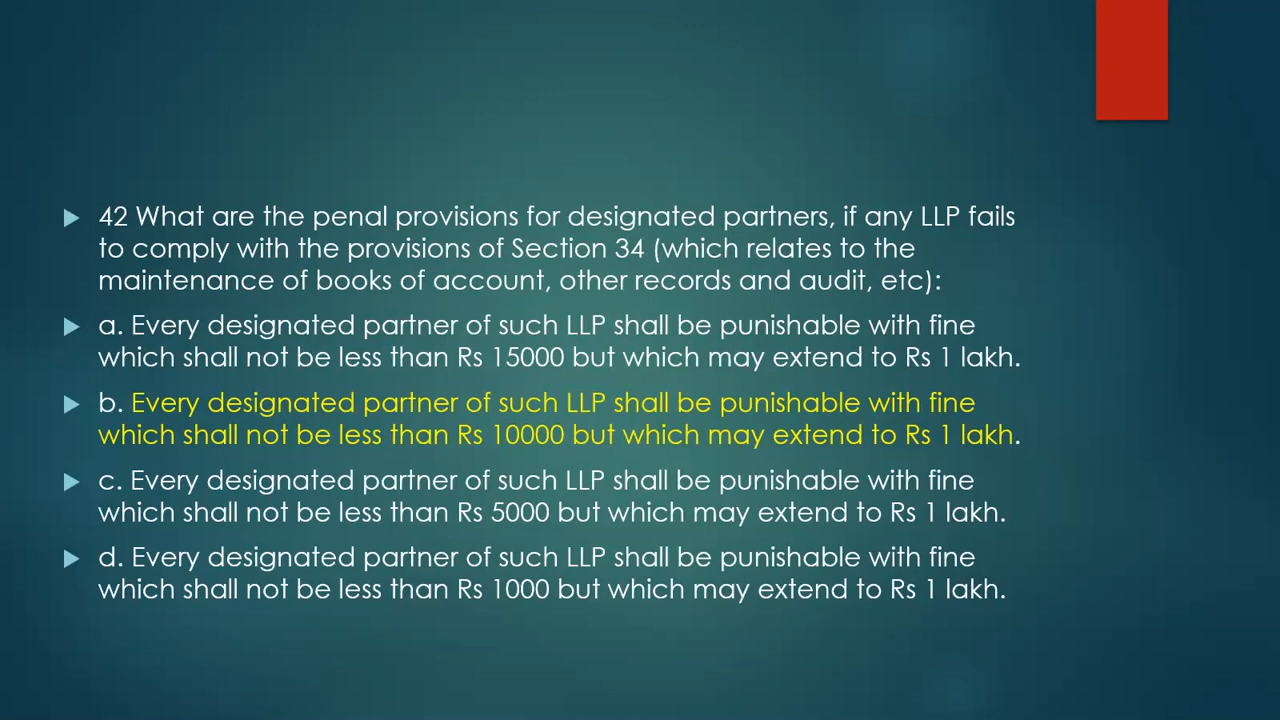 42 What are the penal provisions for designated partners, if any LLP fails
to comply with the provisions of Section 34 (which relates to the
maintenance of books of account, other records and audit, etc):
a. Every designated partner of such LLP shall be punishable with fine
which shall not be less than Rs 15000 but which may extend to Rs 1 lakh.
b. Every designated partner of such LLP shall be punishable with fine
which shall not be less than Rs 10000 but which may extend to Rs 1 lakh.
c. Every designated partner of such LLP shall be punishable with fine
which shall not be less than Rs 5000 but which may extend to Rs 1 lakh.
d. Every designated partner of such LLP shall be punishable with fine
which shall not be less than Rs 1000 but which may extend to Rs 1 lakh.